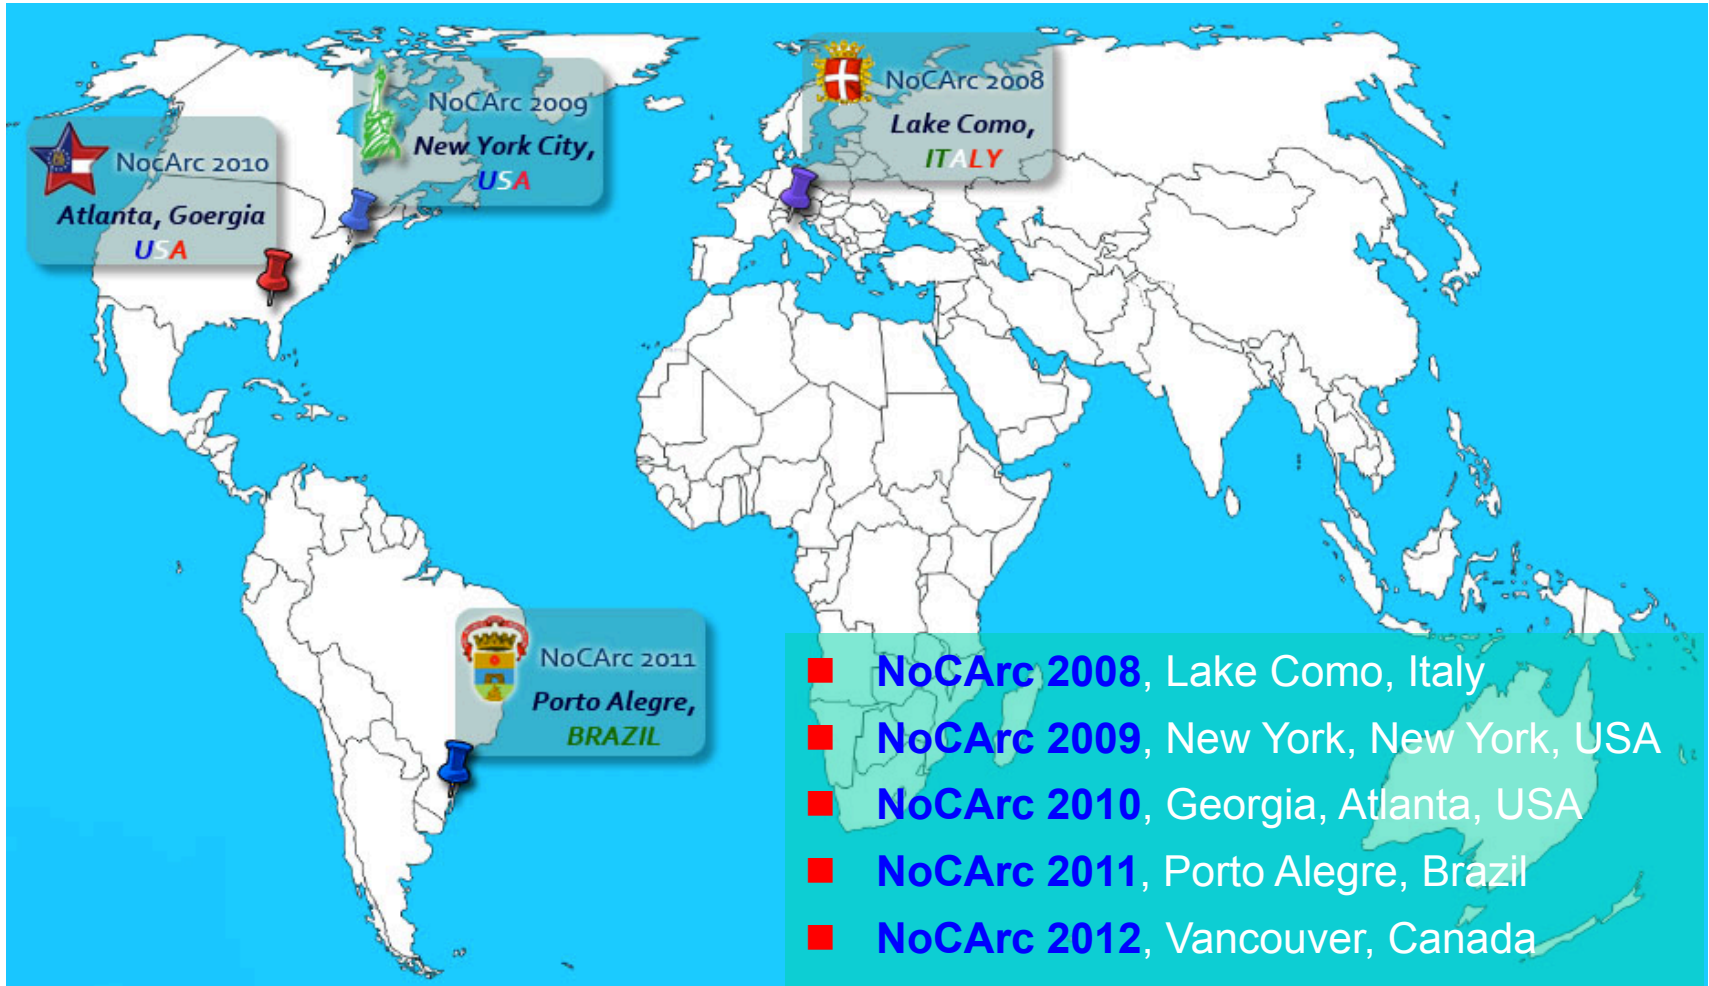 NoCArc 2009
New York City,
USA
NoCArc 2008
Lake Como,
ITALY
NocArc 2010
Atlanta, Goergia
USA
NoCArc 2011
Porto Alegre,
BRAZIL
NoCArc 2008, Lake Como, Italy
NoCArc 2009, New York, New York, USA
NoCArc 2010, Georgia, Atlanta, USA
NoCArc 2011, Porto Alegre, Brazil
NoCArc 2012, Vancouver, Canada